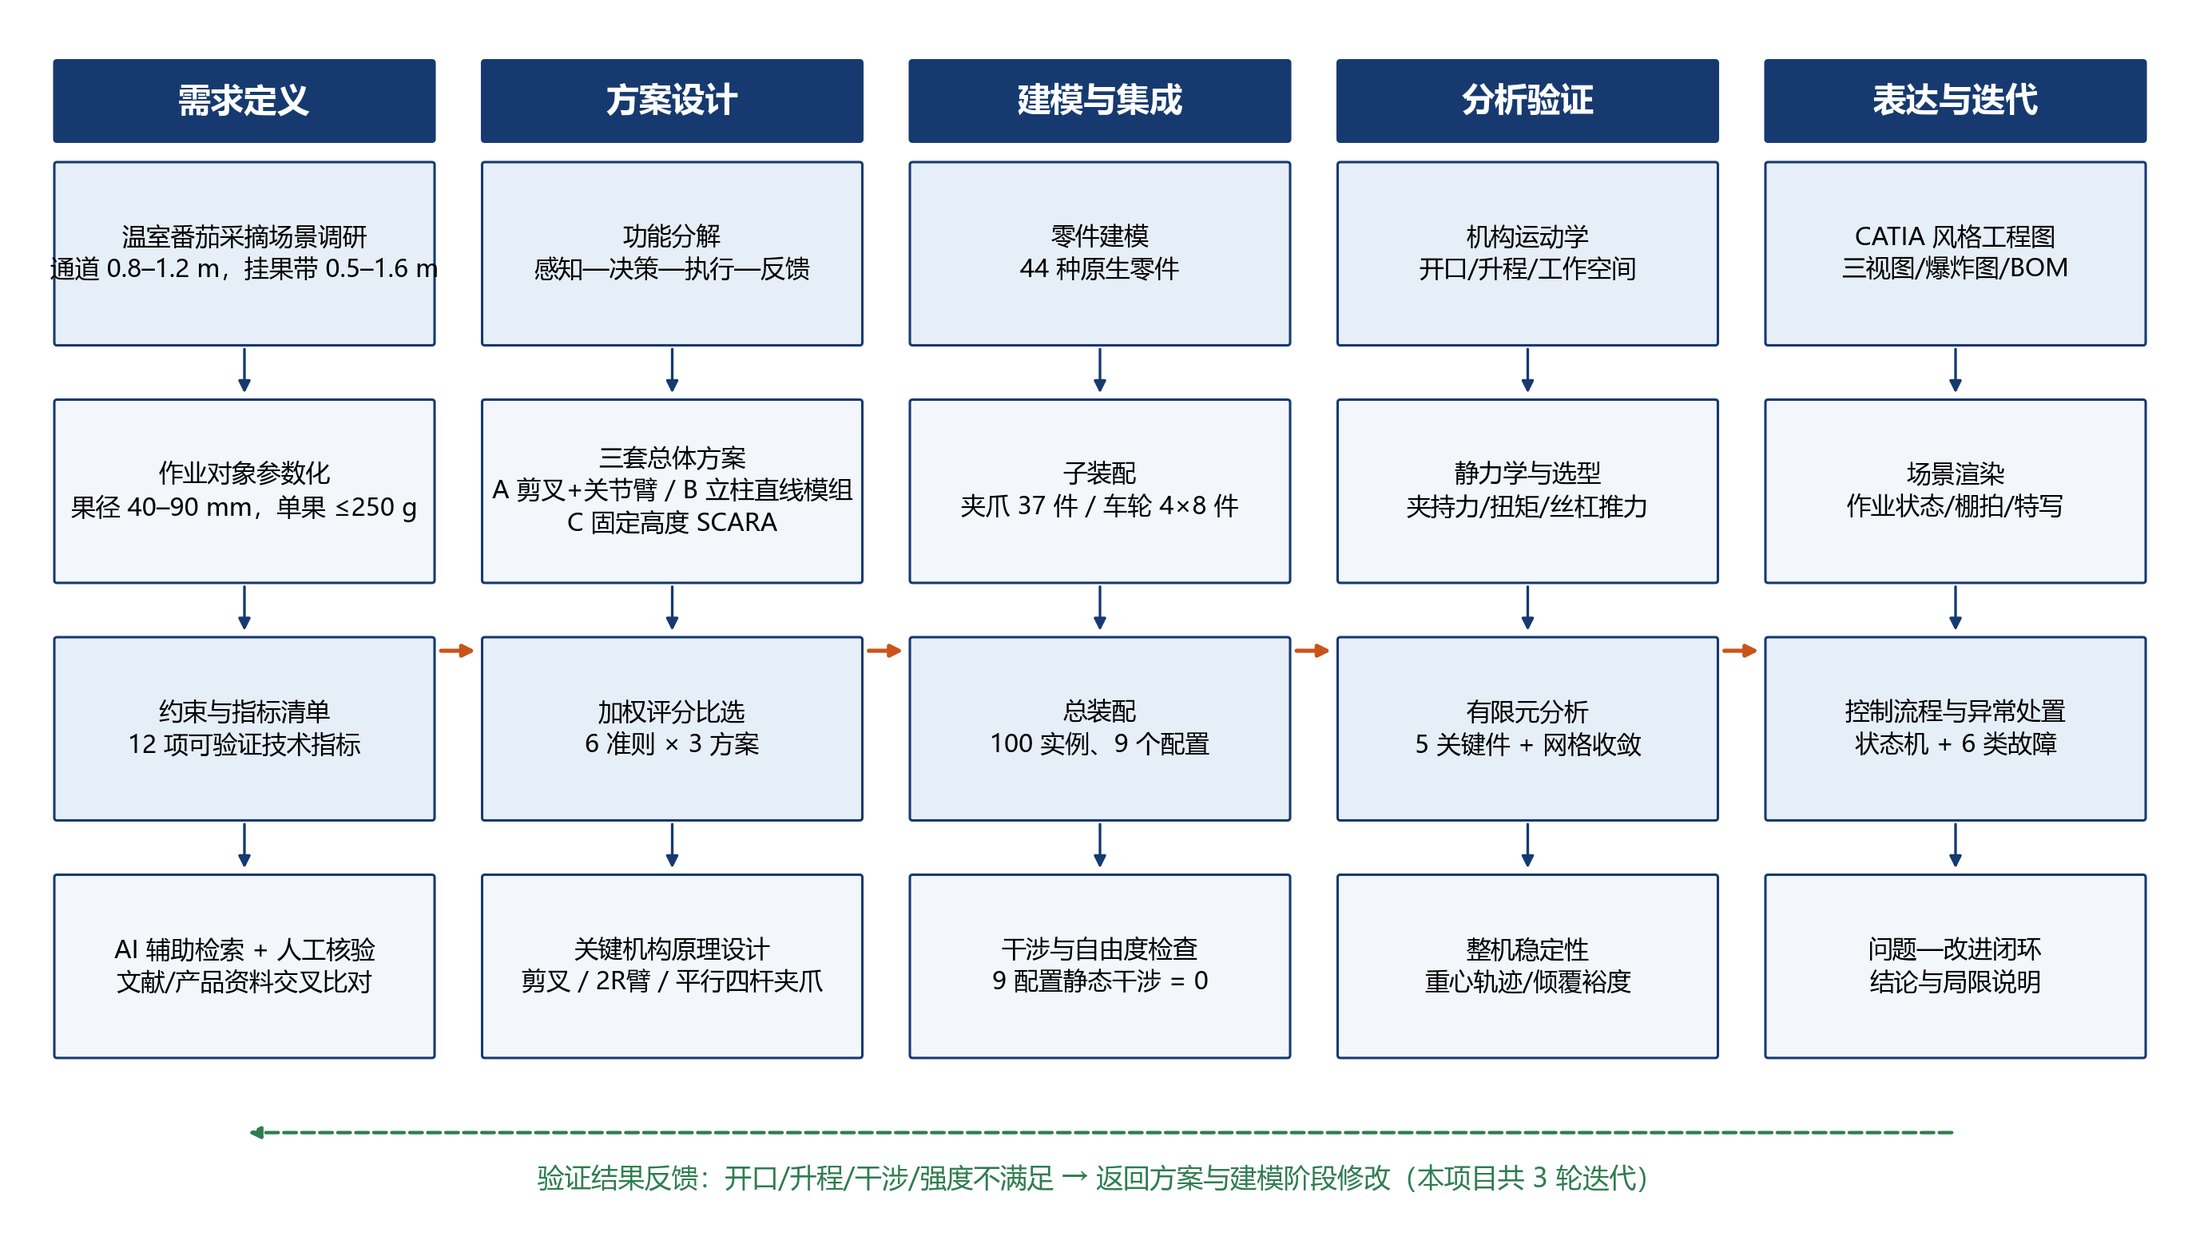 需求定义
温室番茄采摘场景调研
通道 0.8–1.2 m，挂果带 0.5–1.6 m
作业对象参数化
果径 40–90 mm，单果 ≤250 g
约束与指标清单
12 项可验证技术指标
AI 辅助检索 + 人工核验
文献/产品资料交叉比对
方案设计
功能分解
感知—决策—执行—反馈
三套总体方案
A 剪叉+关节臂 / B 立柱直线模组
C 固定高度 SCARA
加权评分比选
6 准则 × 3 方案
关键机构原理设计
剪叉 / 2R臂 / 平行四杆夹爪
建模与集成
零件建模
44 种原生零件
子装配
夹爪 37 件 / 车轮 4×8 件
总装配
100 实例、9 个配置
干涉与自由度检查
9 配置静态干涉 = 0
分析验证
机构运动学
开口/升程/工作空间
静力学与选型
夹持力/扭矩/丝杠推力
有限元分析
5 关键件 + 网格收敛
整机稳定性
重心轨迹/倾覆裕度
表达与迭代
CATIA 风格工程图
三视图/爆炸图/BOM
场景渲染
作业状态/棚拍/特写
控制流程与异常处置
状态机 + 6 类故障
问题—改进闭环
结论与局限说明
验证结果反馈：开口/升程/干涉/强度不满足 → 返回方案与建模阶段修改（本项目共 3 轮迭代）